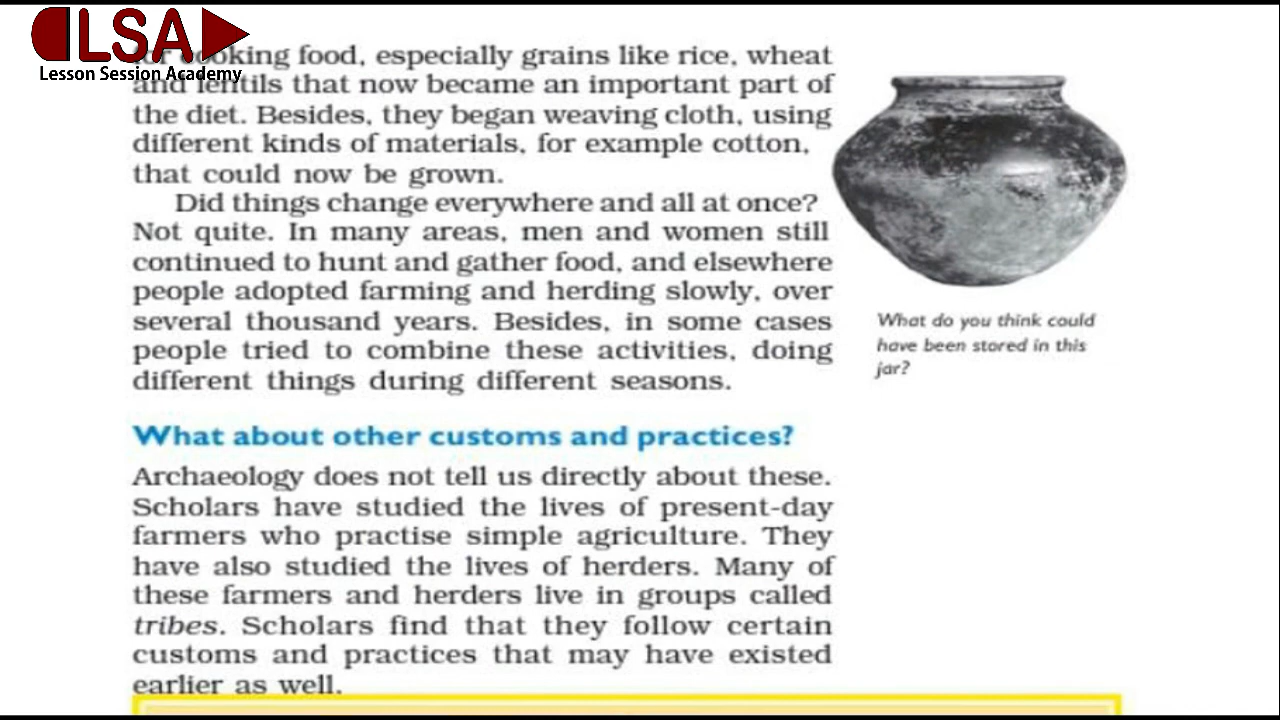 LSA
Lesson Session Academy
for cooking food, especially grains like rice, wheat
and lentils that now became an important part of
the diet. Besides, they began weaving cloth, using
different kinds of materials, for example cotton,
that could now be grown.
Did things change everywhere and all at once?
Not quite. In many areas, men and women still
continued to hunt and gather food, and elsewhere
people adopted farming and herding slowly, over
several thousand years. Besides, in some cases
people tried to combine these activities, doing
different things during different seasons.
What do you think could
have been stored in this
jar?
What about other customs and practices?
Archaeology does not tell us directly about these.
Scholars have studied the lives of present-day
farmers who practise simple agriculture. They
have also studied the lives of herders. Many of
these farmers and herders live in groups called
tribes. Scholars find that they follow certain
customs and practices that may have existed
earlier as well.